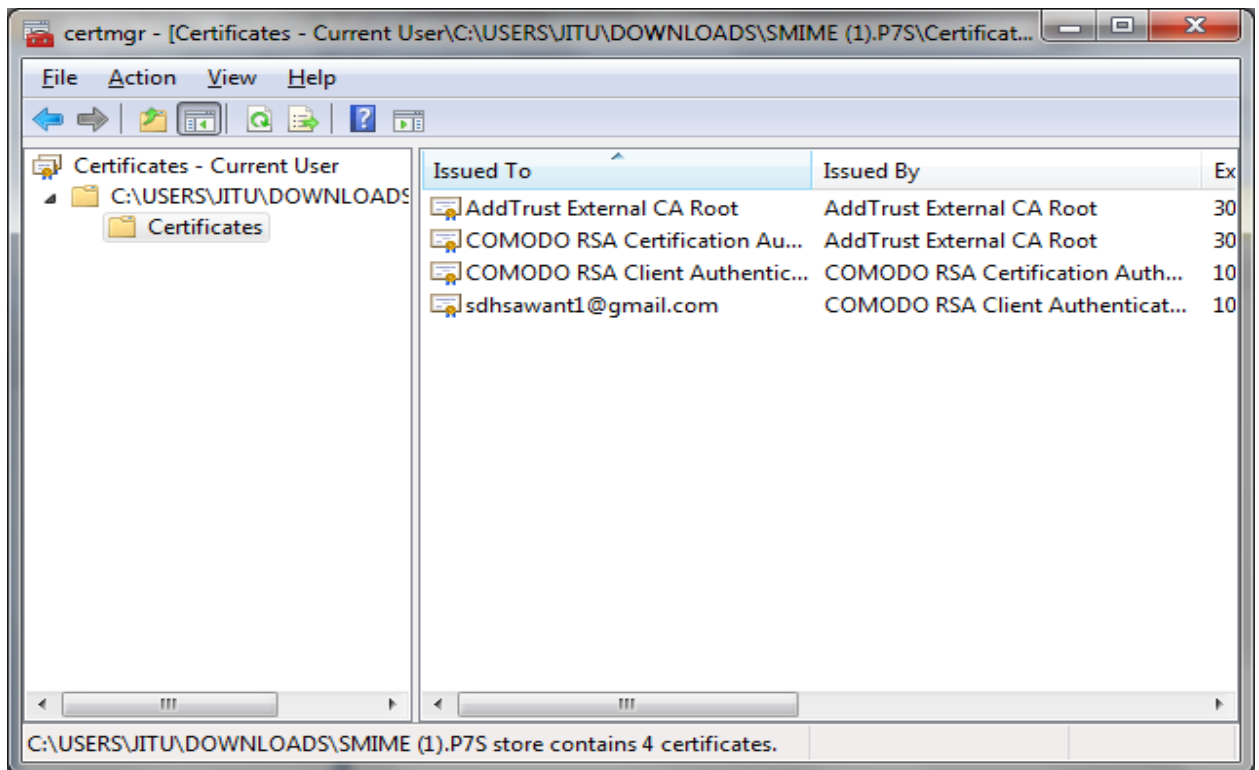 certmgr - [Certificates - Current User\C:\USERS\JITU\DOWNLOADS\SMIME (1).P7S\Certificat...
File Action View Help
Certificates - Current User
C:\USERS\JITU\DOWNLOADS
Certificates
Issued To Issued By Ex
AddTrust External CA Root AddTrust External CA Root 30
COMODO RSA Certification Au... AddTrust External CA Root 30
COMODO RSA Client Authentic... COMODO RSA Certification Auth... 10
sdhsawant1@gmail.com COMODO RSA Client Authenticat... 10
C:\USERS\JITU\DOWNLOADS\SMIME (1).P7S store contains 4 certificates.